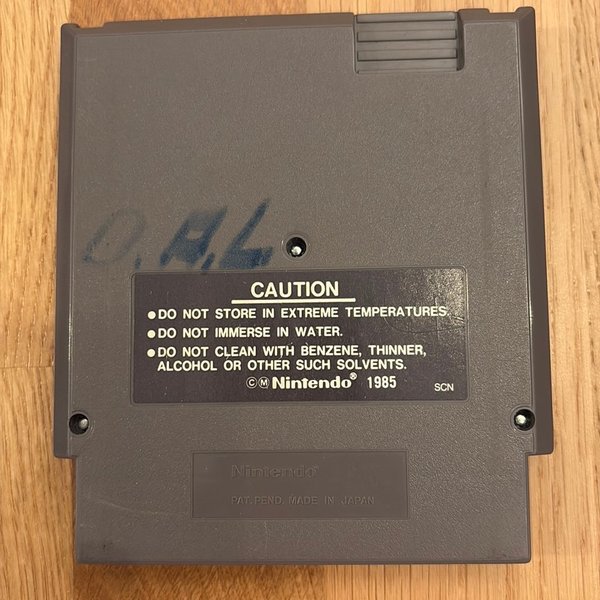 O.H.L.
CAUTION
• DO NOT STORE IN EXTREME TEMPERATURES.
• DO NOT IMMERSE IN WATER.
• DO NOT CLEAN WITH BENZENE, THINNER,
ALCOHOL OR OTHER SUCH SOLVENTS.
©Ⓜ Nintendo® 1985
SCN
Nintendo®
PAT. PEND. MADE IN JAPAN